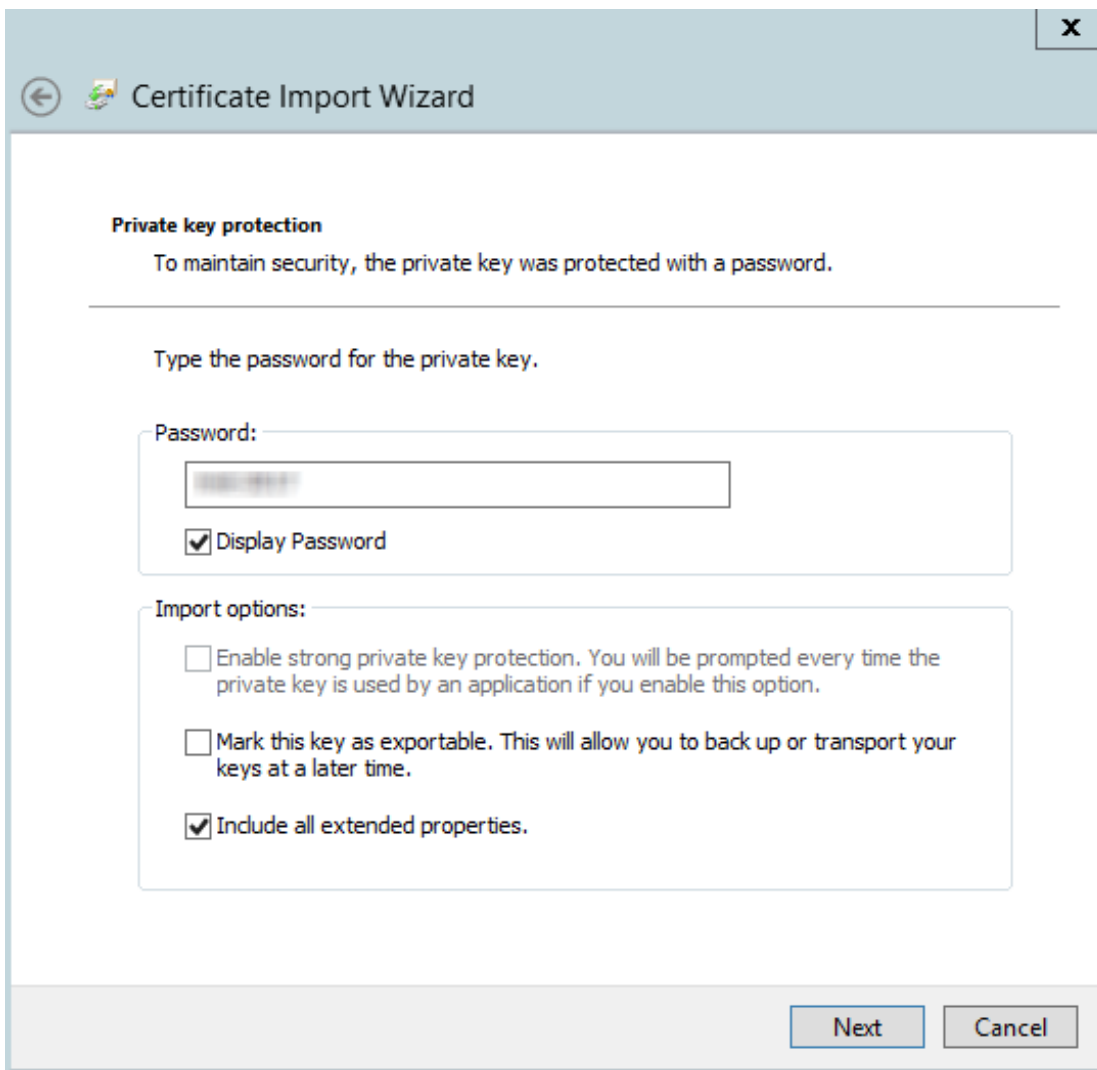 x
Certificate Import Wizard
Private key protection
To maintain security, the private key was protected with a password.
Type the password for the private key.
Password:
Display Password
Import options:
Enable strong private key protection. You will be prompted every time the
private key is used by an application if you enable this option.
Mark this key as exportable. This will allow you to back up or transport your
keys at a later time.
Include all extended properties.
Next
Cancel